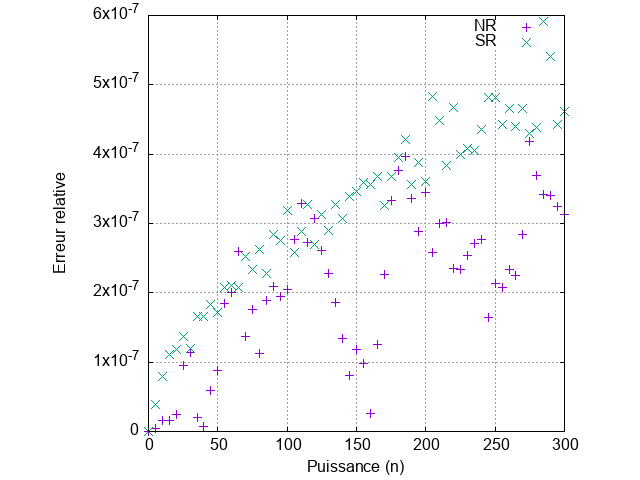 6x10-7
NR
SR
5x10-7
4x10-7
3x10-7
2x10-7
1x10-7
0
Erreur relative
0 50 100 150 200 250 300
Puissance (n)